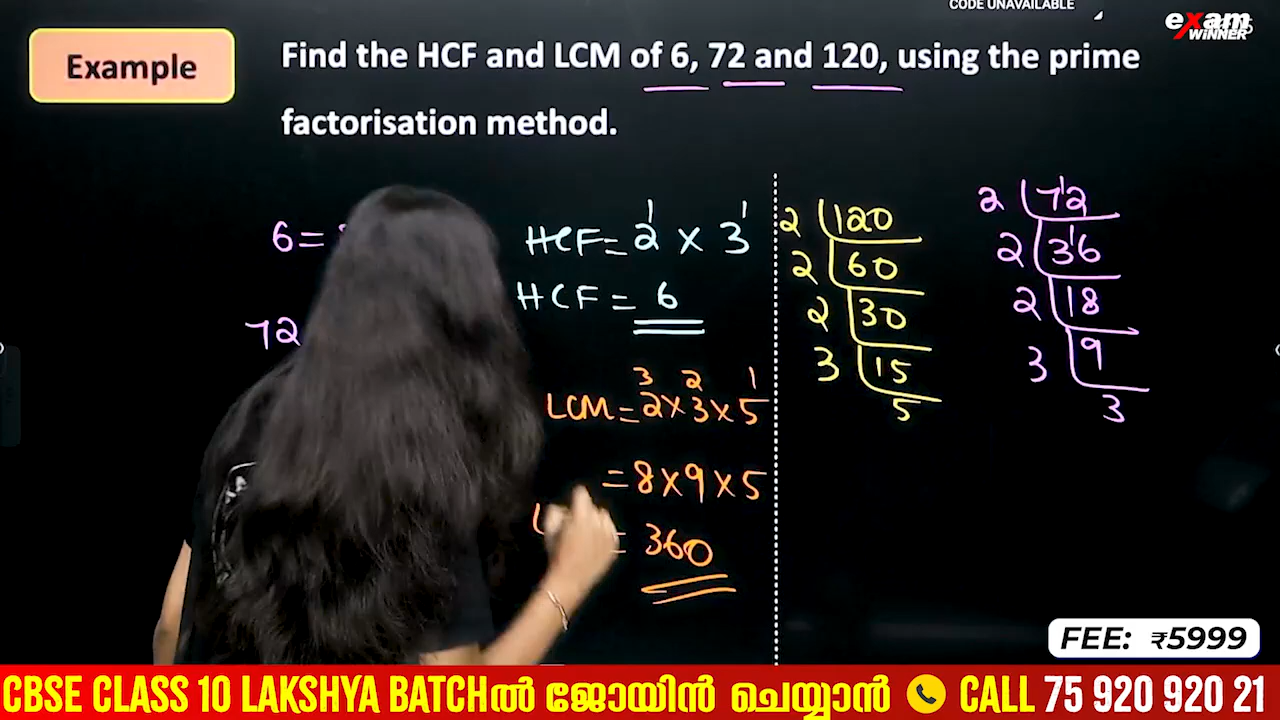 CODE UNAVAILABLE
exam WINNER
Example
Find the HCF and LCM of 6, 72 and 120, using the prime
factorisation method.
6=
72
HCF= 2¹ × 3¹
HCF = 6
LCM = 2³×3²×5¹
=8×9×5
= 360
2 120
2 60
2 30
3 15
5
2 72
2 36
2 18
3 9
3
FEE: ₹5999
CBSE CLASS 10 LAKSHYA BATCHൽ ജോയിൻ ചെയ്യാൻ CALL 75 920 920 21